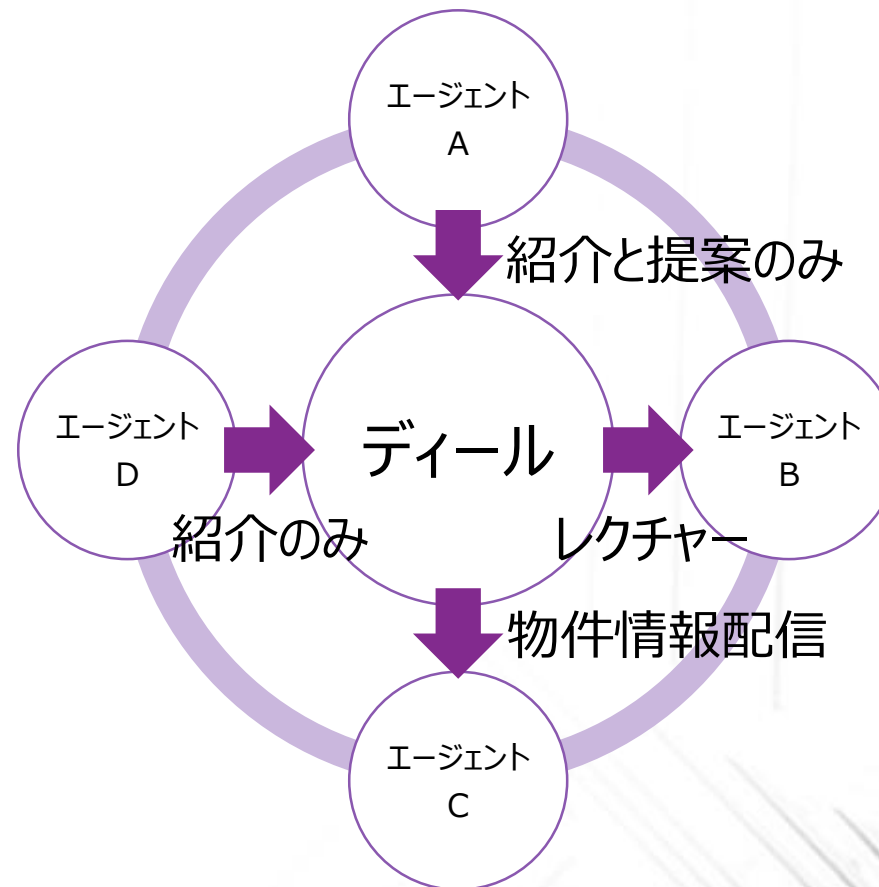 エージェント
A
紹介と提案のみ
エージェント
D
ディール
エージェント
B
紹介のみ
レクチャー
物件情報配信
エージェント
C